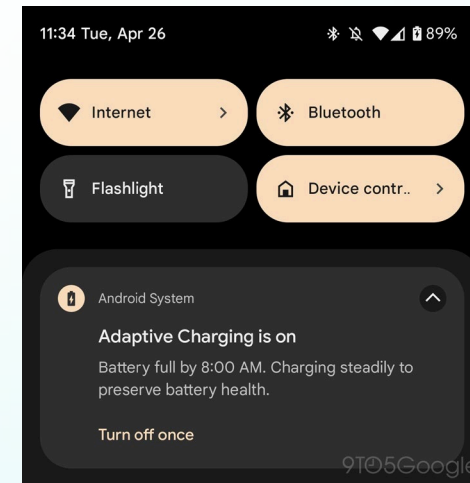 11:34 Tue, Apr 26 89%
Internet
Bluetooth
Flashlight
Device contr..
Android System
Adaptive Charging is on
Battery full by 8:00 AM. Charging steadily to
preserve battery health.
Turn off once
9TO5Google